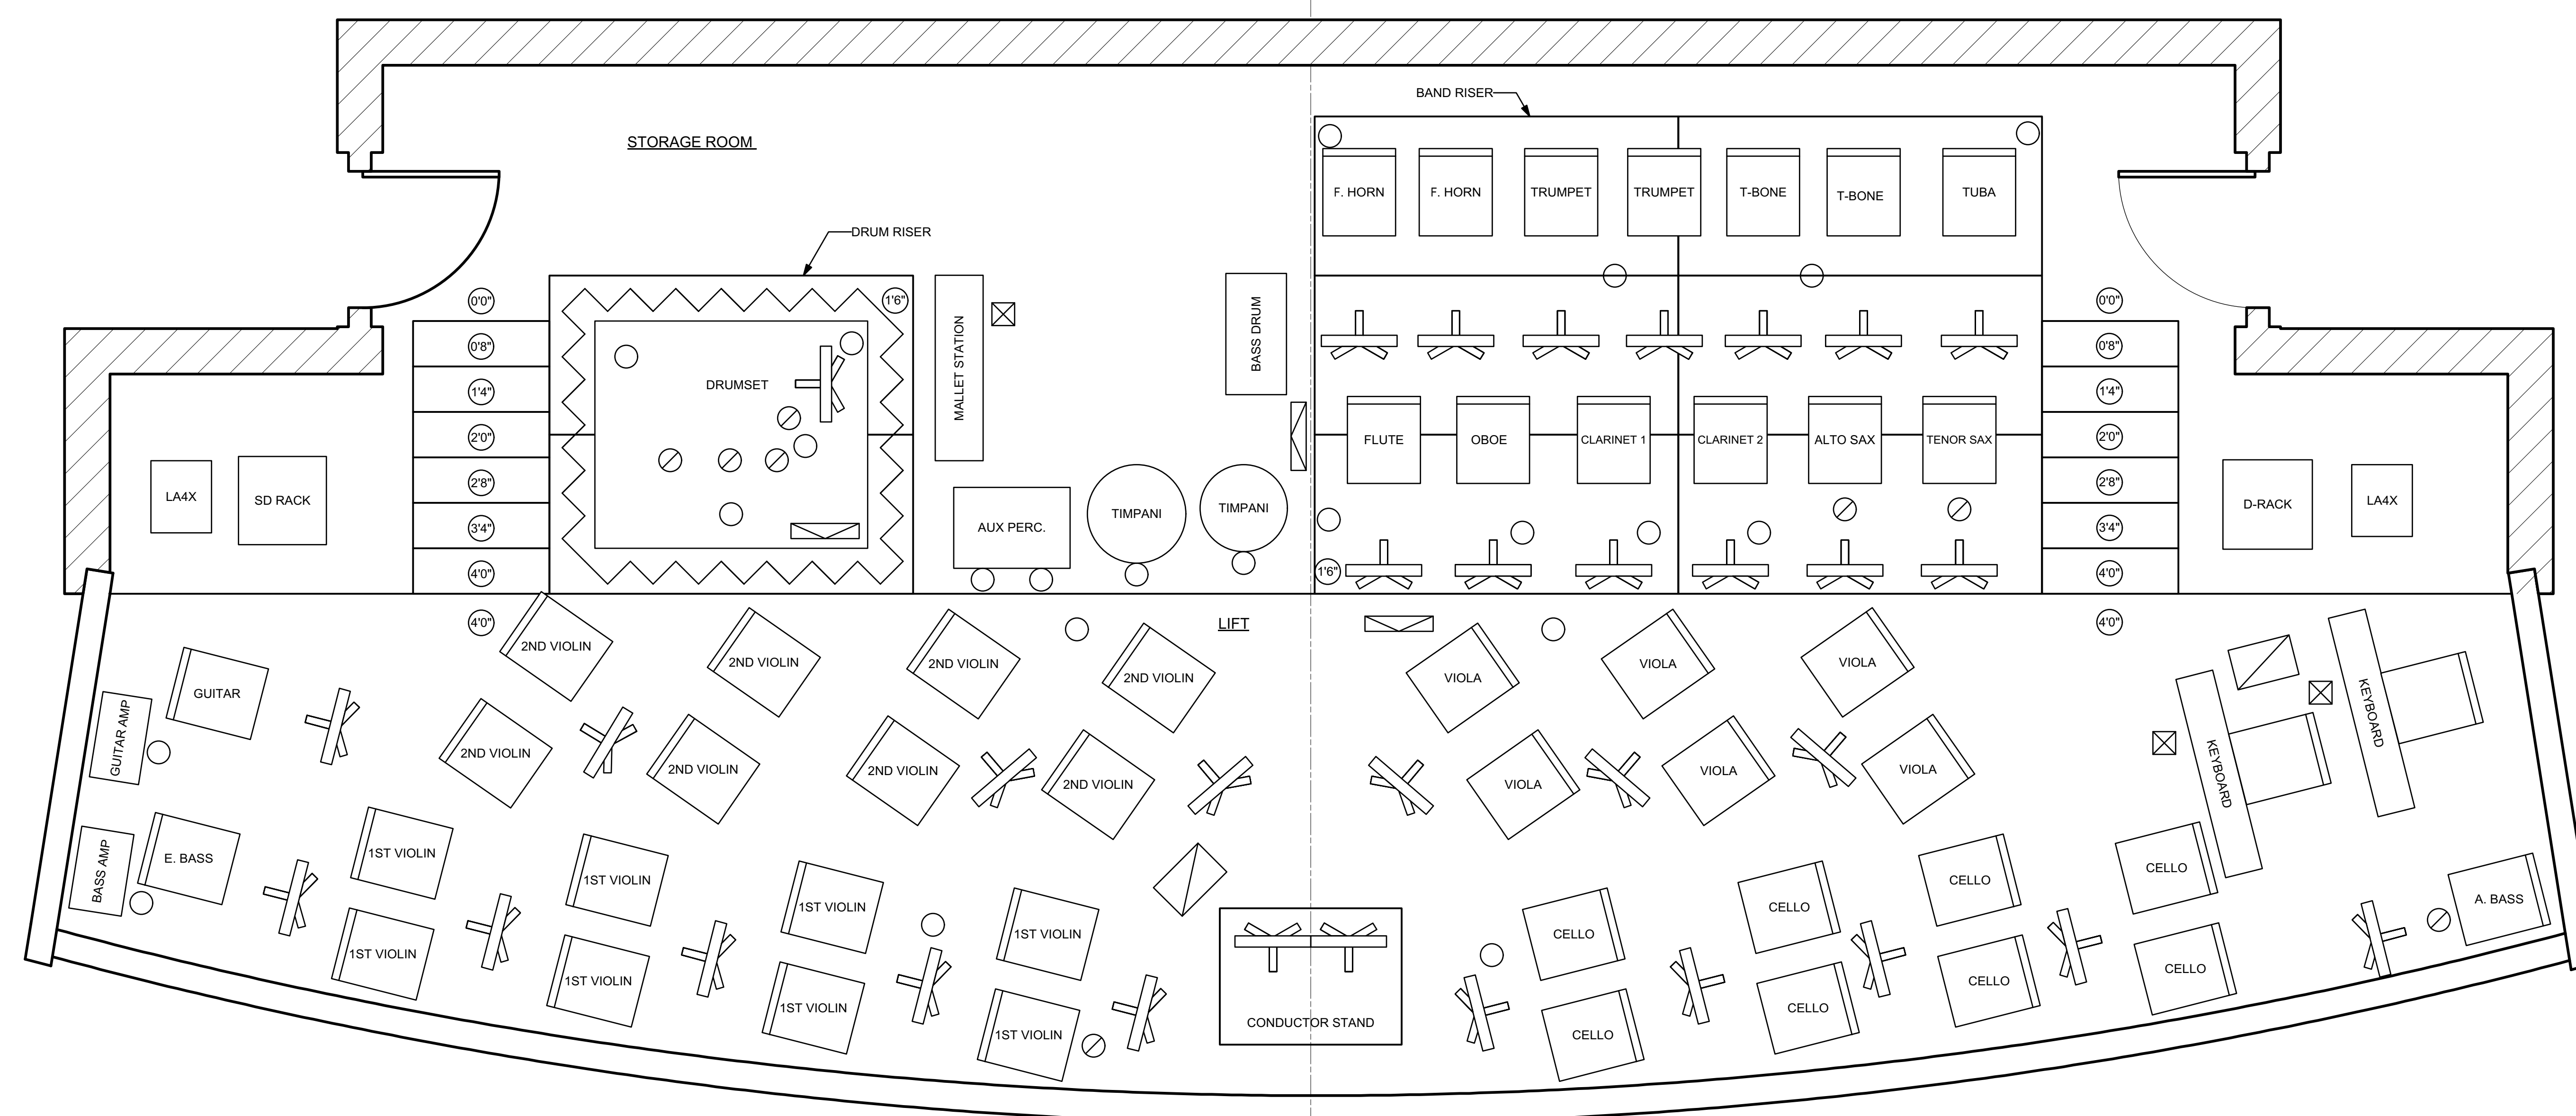 BAND RISER
STORAGE ROOM
F. HORN
F. HORN
TRUMPET
TRUMPET
T-BONE
T-BONE
TUBA
DRUM RISER
0'0"
0'8"
1'4"
2'0"
2'8"
3'4"
4'0"
4'0"
1'6"
DRUMSET
MALLET STATION
BASS DRUM
AUX PERC.
TIMPANI
TIMPANI
FLUTE
OBOE
CLARINET 1
CLARINET 2
ALTO SAX
TENOR SAX
1'6"
0'0"
0'8"
1'4"
2'0"
2'8"
3'4"
4'0"
4'0"
LA4X
SD RACK
D-RACK
LA4X
LIFT
2ND VIOLIN
2ND VIOLIN
2ND VIOLIN
2ND VIOLIN
VIOLA
VIOLA
VIOLA
GUITAR
GUITAR AMP
2ND VIOLIN
2ND VIOLIN
2ND VIOLIN
2ND VIOLIN
VIOLA
VIOLA
VIOLA
KEYBOARD
KEYBOARD
BASS AMP
E. BASS
1ST VIOLIN
1ST VIOLIN
1ST VIOLIN
1ST VIOLIN
CELLO
CELLO
CELLO
CELLO
A. BASS
1ST VIOLIN
1ST VIOLIN
1ST VIOLIN
1ST VIOLIN
CONDUCTOR STAND
CELLO
CELLO
CELLO
CELLO